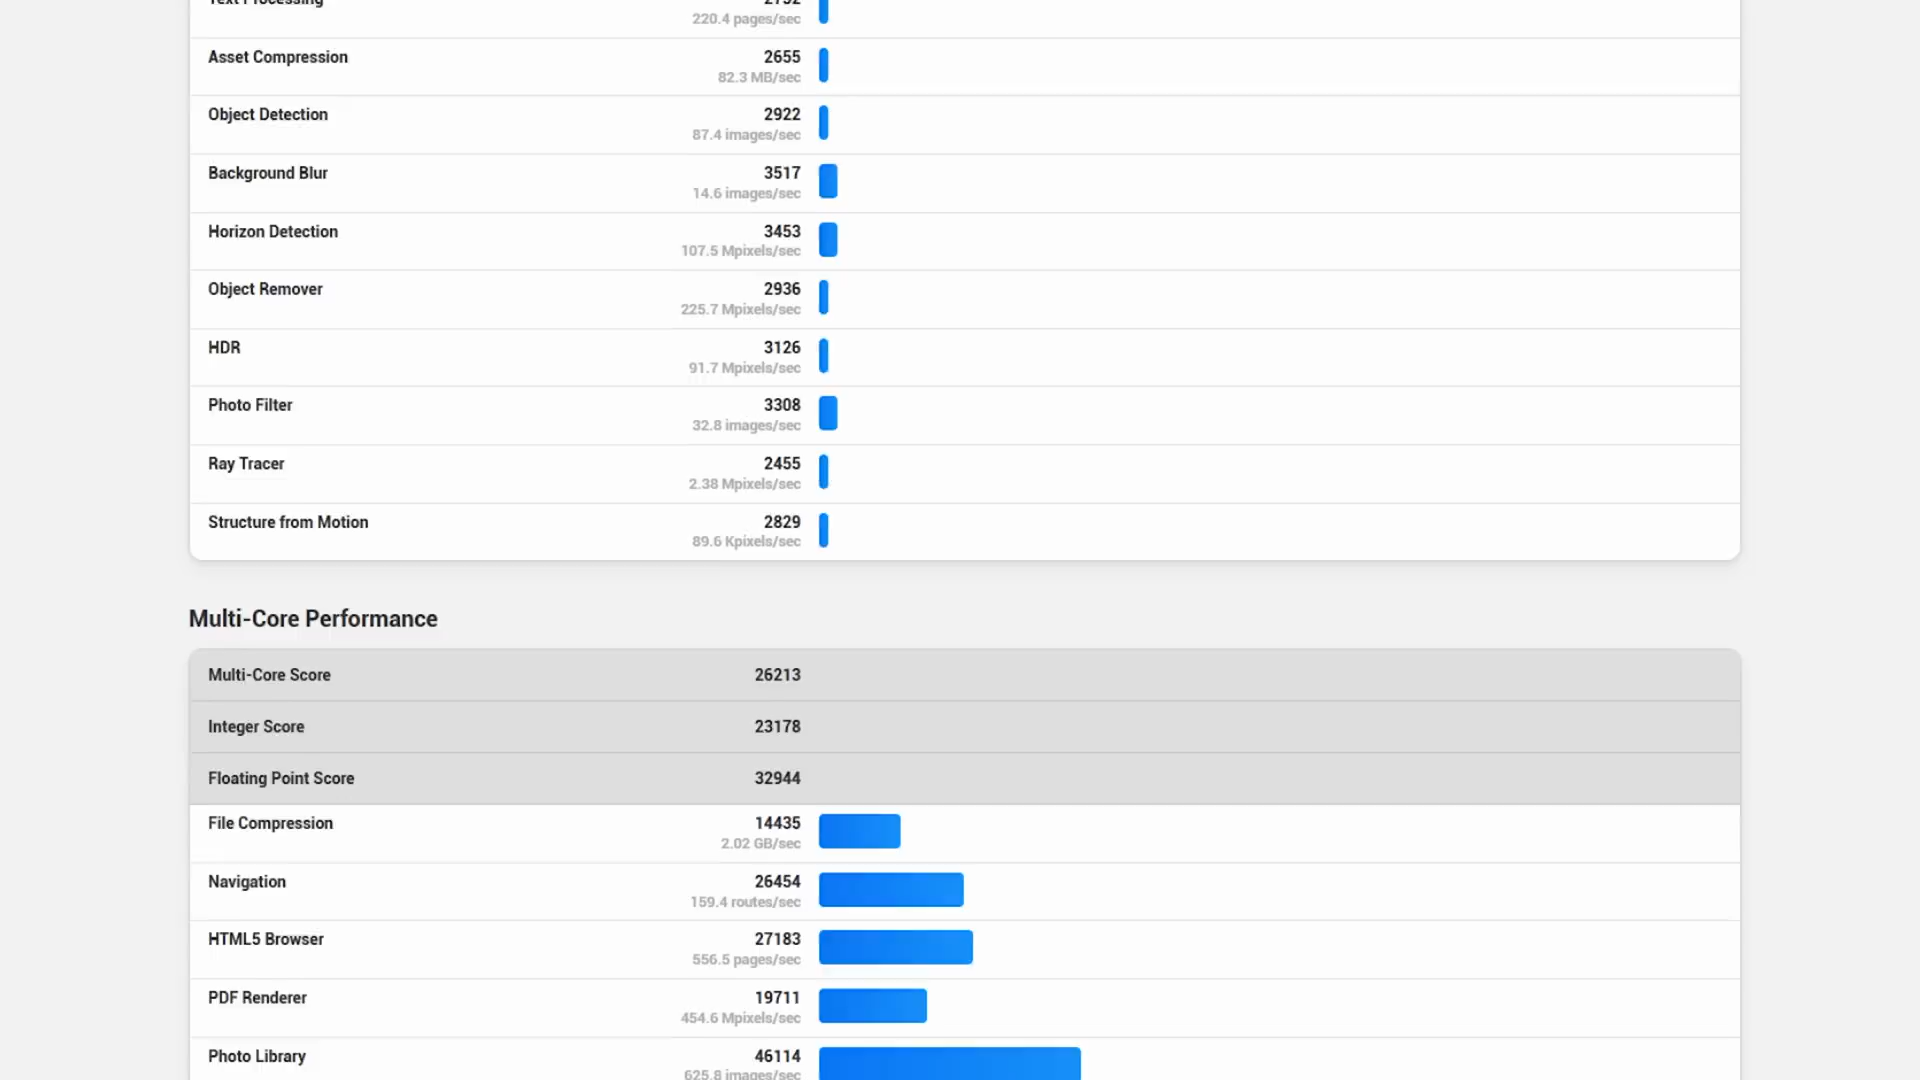 Text Processing 2752
220.4 pages/sec
Asset Compression 2655
82.3 MB/sec
Object Detection 2922
87.4 images/sec
Background Blur 3517
14.6 images/sec
Horizon Detection 3453
107.5 Mpixels/sec
Object Remover 2936
225.7 Mpixels/sec
HDR 3126
91.7 Mpixels/sec
Photo Filter 3308
32.8 images/sec
Ray Tracer 2455
2.38 Mpixels/sec
Structure from Motion 2829
89.6 Kpixels/sec
Multi-Core Performance
Multi-Core Score 26213
Integer Score 23178
Floating Point Score 32944
File Compression 14435
2.02 GB/sec
Navigation 26454
159.4 routes/sec
HTML5 Browser 27183
556.5 pages/sec
PDF Renderer 19711
454.6 Mpixels/sec
Photo Library 46114
625.8 images/sec